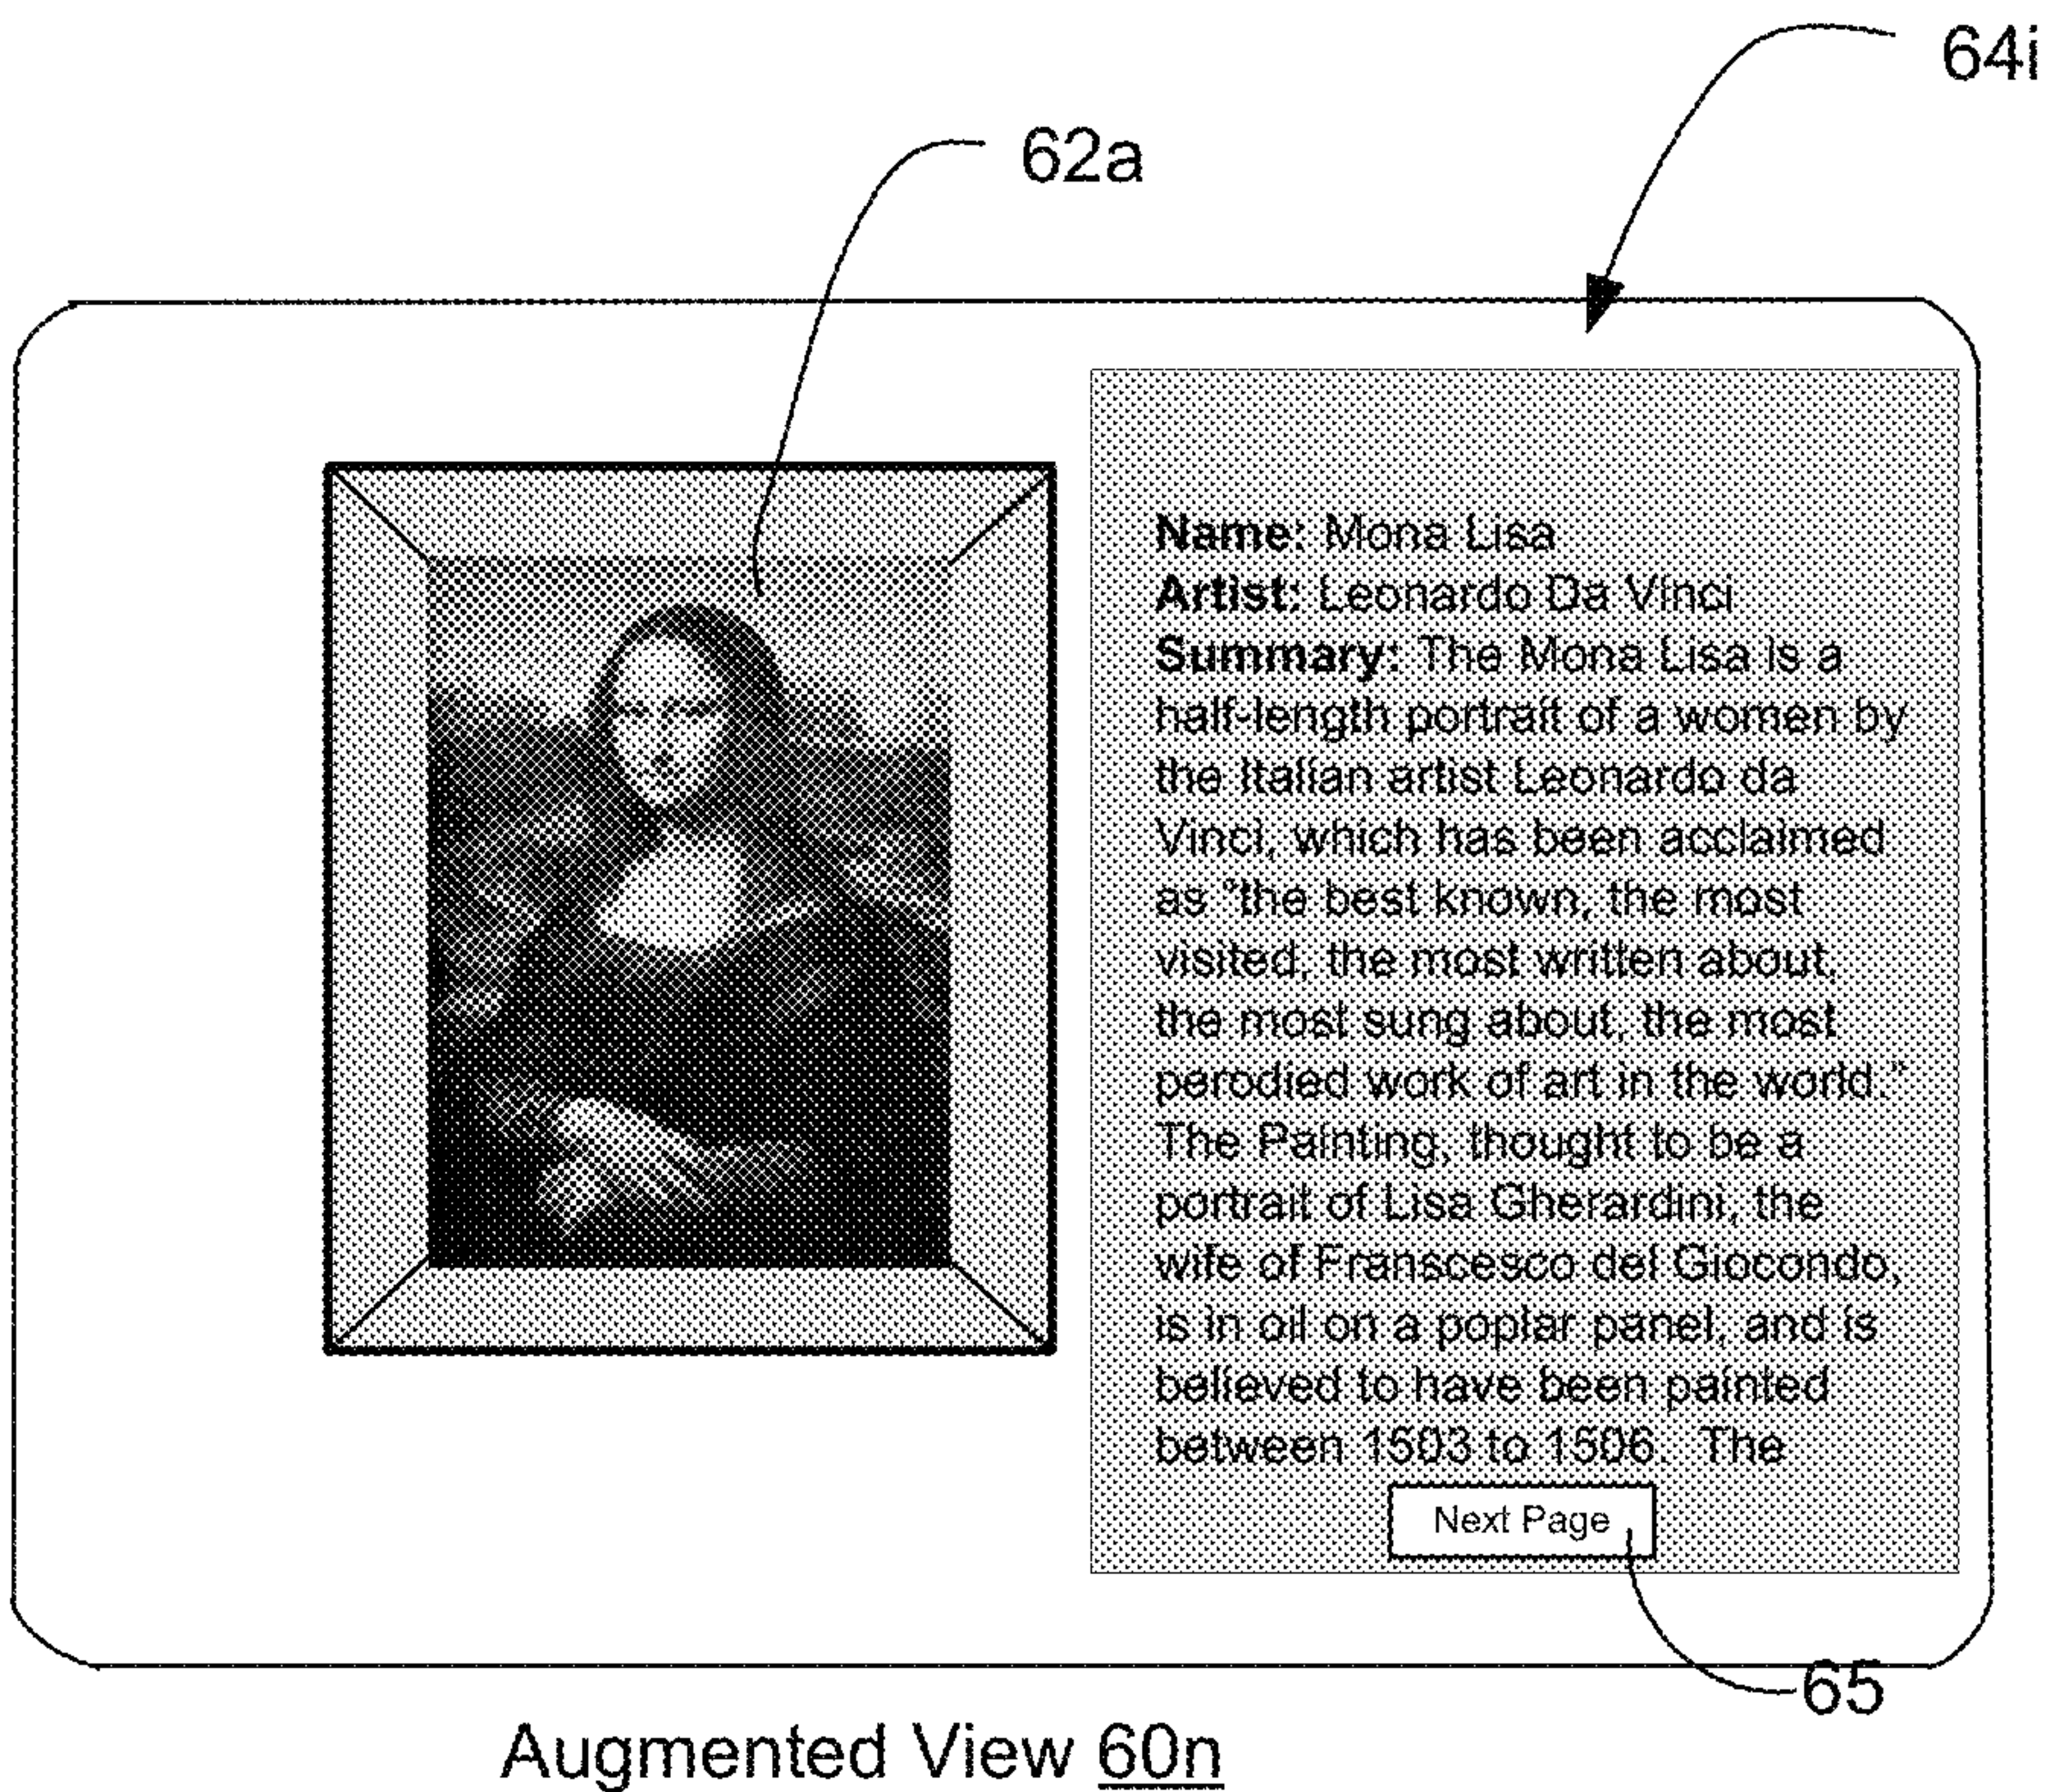 64i
62a
Name: Mona Lisa
Artist: Leonardo Da Vinci
Summary: The Mona Lisa is a
half-length portrait of a women by
the Italian artist Leonardo da
Vinci, which has been acclaimed
as "the best known, the most
visited, the most written about,
the most sung about, the most
perodied work of art in the world."
The Painting, thought to be a
portrait of Lisa Gherardini, the
wife of Franscesco del Giocondo,
is in oil on a poplar panel, and is
believed to have been painted
between 1503 to 1506. The
Next Page
65
Augmented View 60n